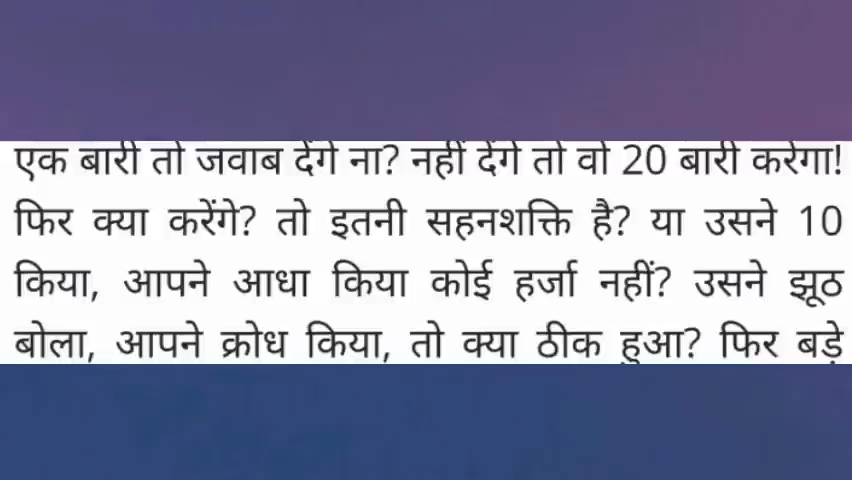 एक बारी तो जवाब देंगे ना? नहीं देंगे तो वो 20 बारी करेगा!
फिर क्या करेंगे? तो इतनी सहनशक्ति है? या उसने 10
किया, आपने आधा किया कोई हर्जा नहीं? उसने झूठ
बोला, आपने क्रोध किया, तो क्या ठीक हुआ? फिर बड़े